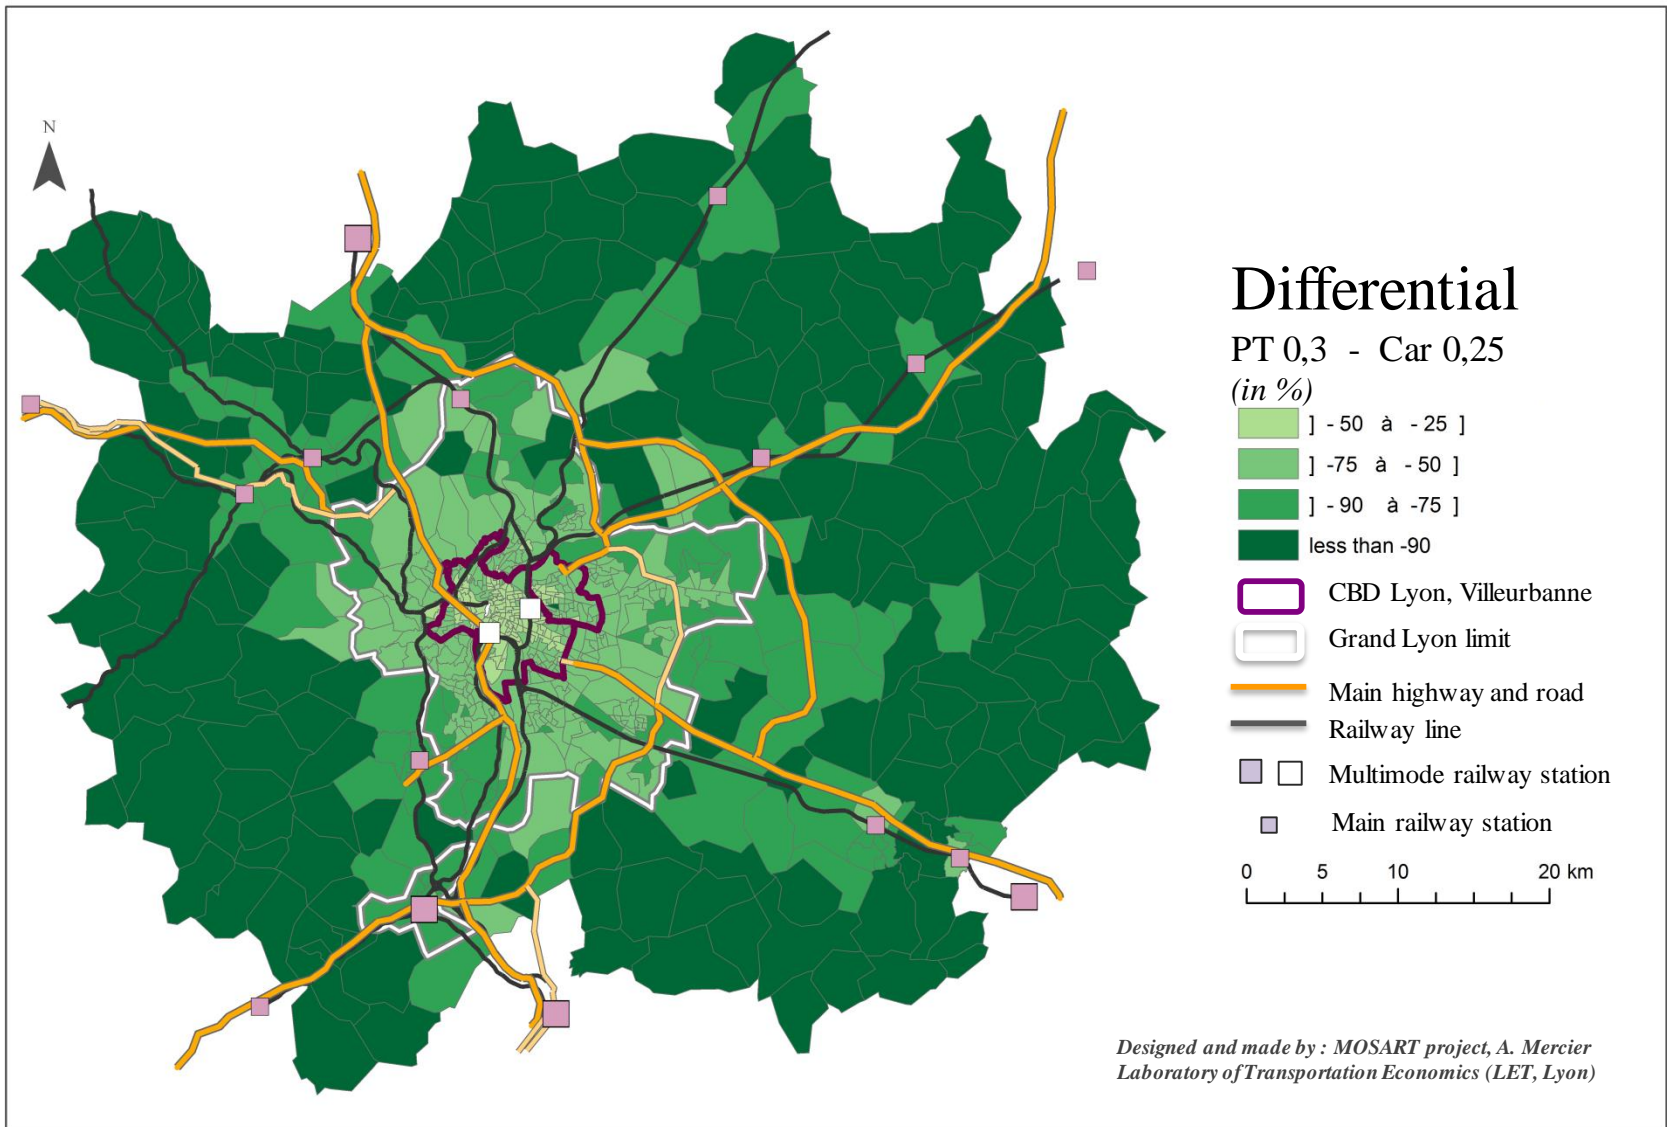 N
Differential
PT 0,3 - Car 0,25
(in %)
] - 50 à - 25 ]
] -75 à - 50 ]
] - 90 à -75 ]
less than -90
CBD Lyon, Villeurbanne
Grand Lyon limit
Main highway and road
Railway line
Multimode railway station
Main railway station
0 5 10 20 km
Designed and made by : MOSART project, A. Mercier
Laboratory of Transportation Economics (LET, Lyon)